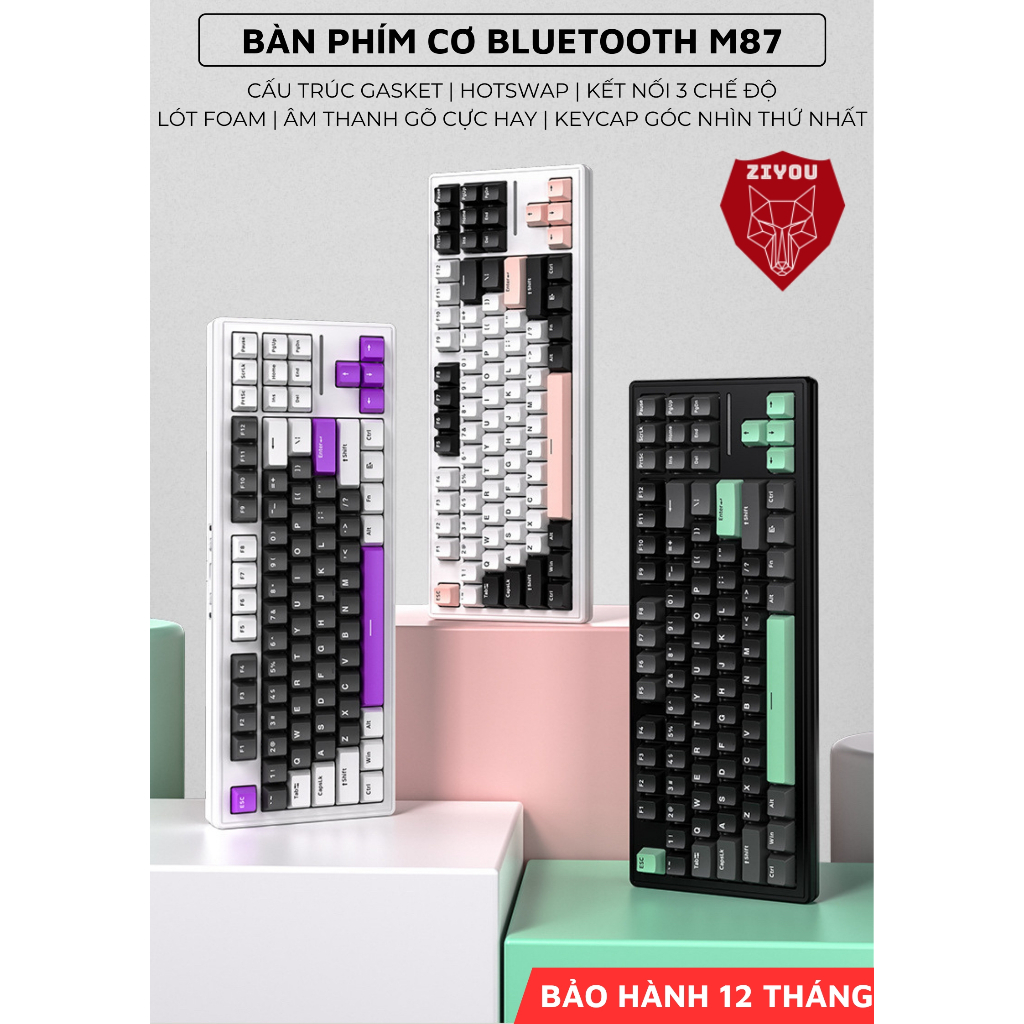 BÀN PHÍM CƠ BLUETOOTH M87
CẤU TRÚC GASKET | HOTSWAP | KẾT NỐI 3 CHẾ ĐỘ
LÓT FOAM | ÂM THANH GÕ CỰC HAY | KEYCAP GÓC NHÌN THỨ NHẤT
ZIYOU
BẢO HÀNH 12 THÁNG